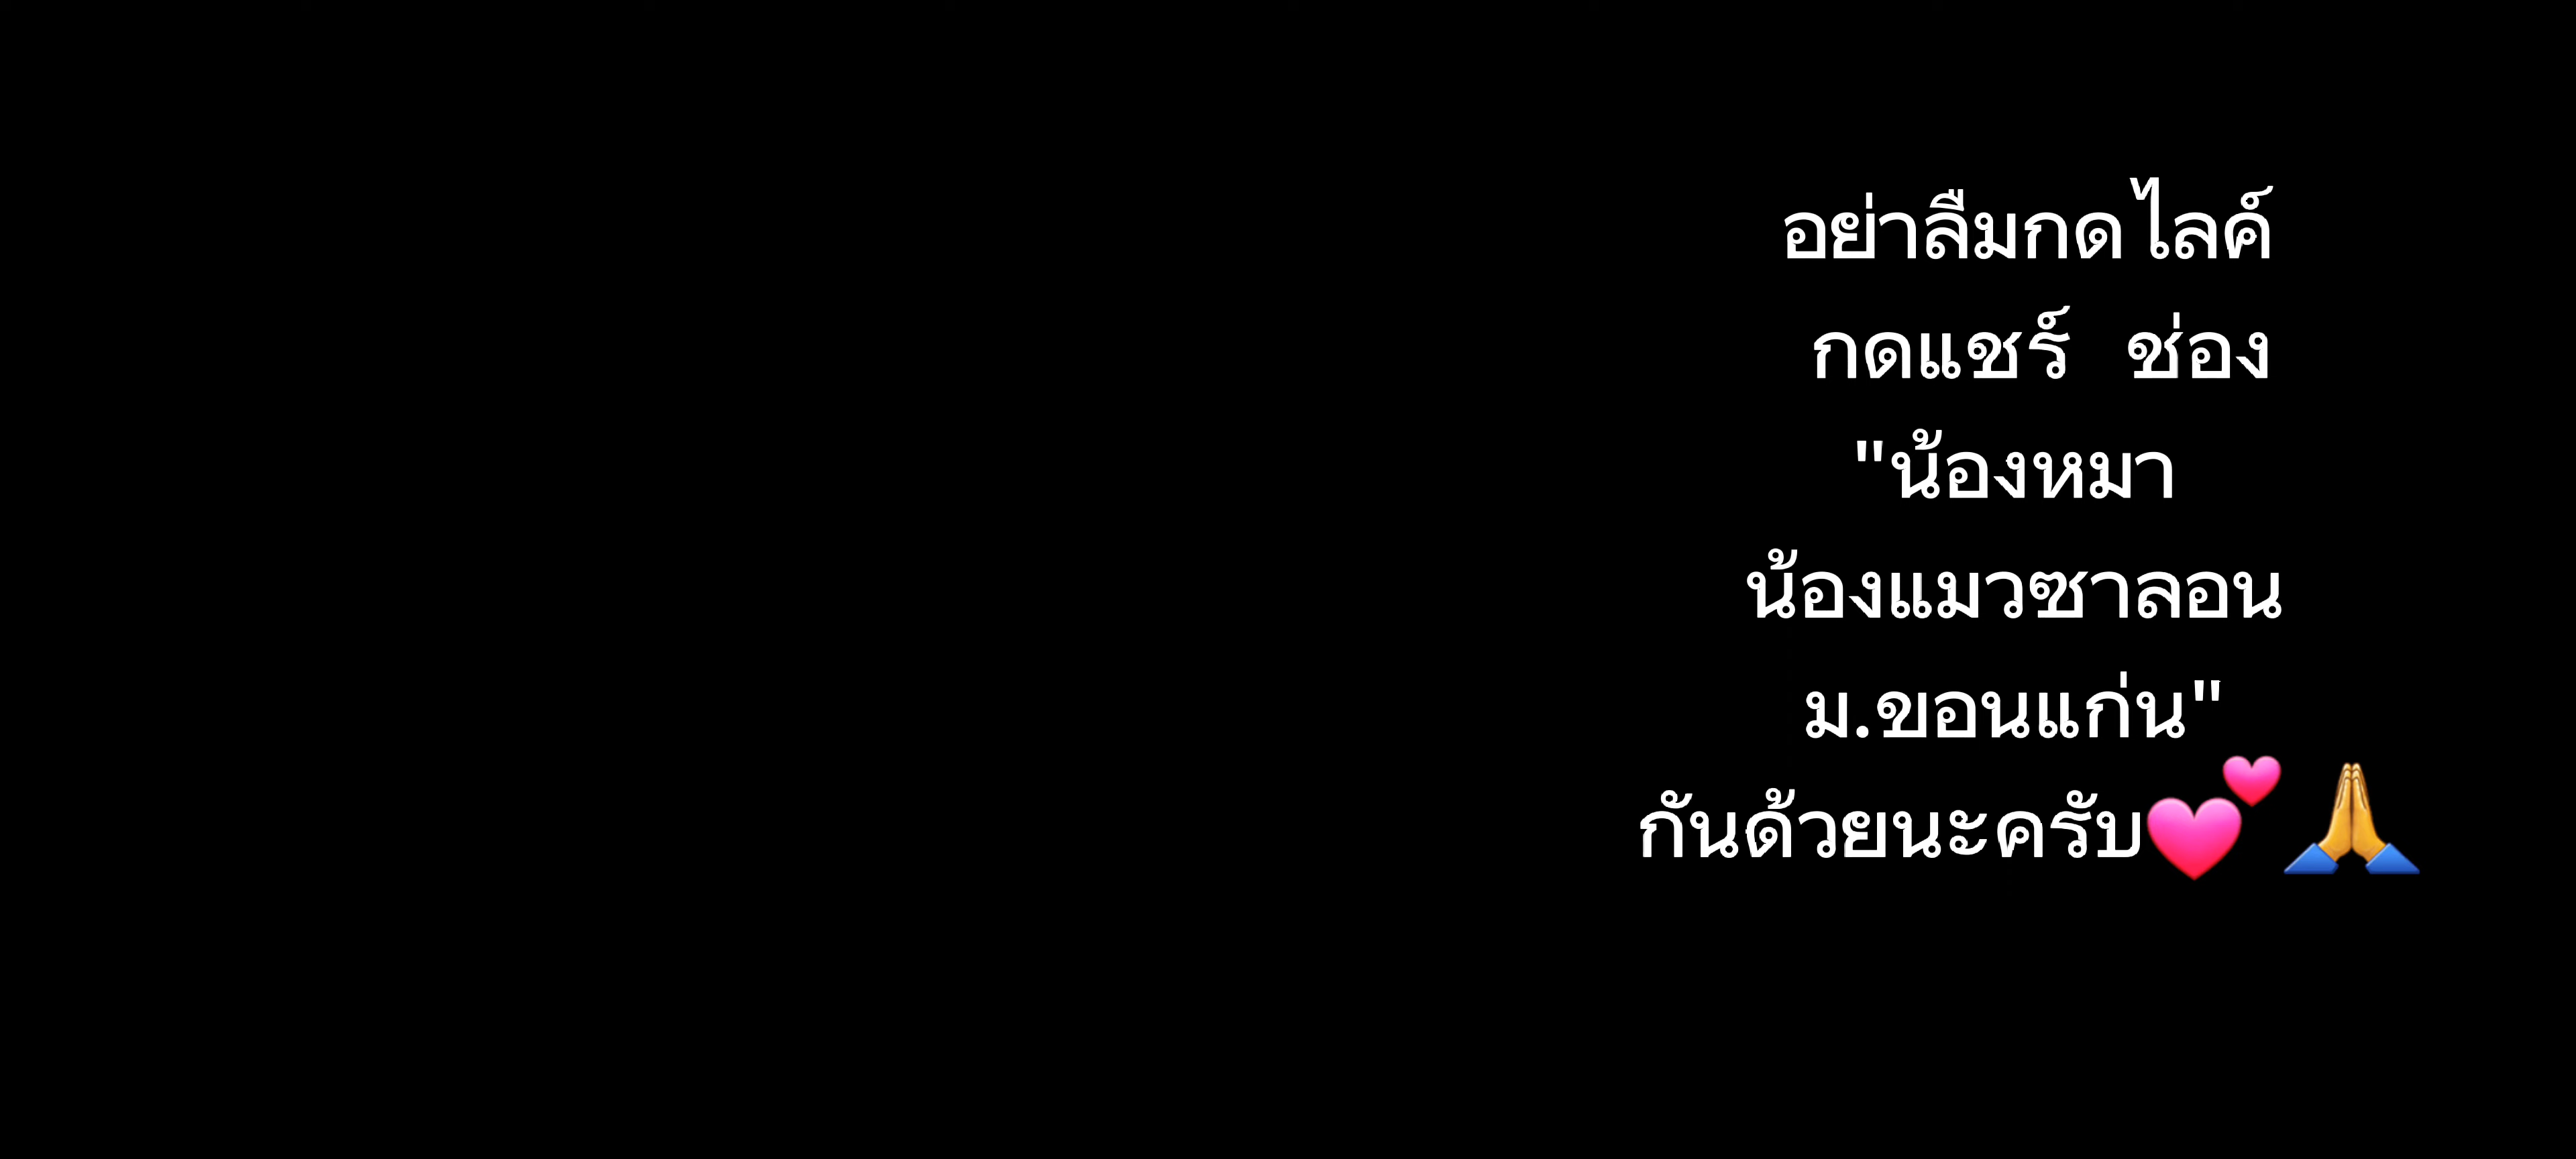 อย่าลืมกดไลค์
กดแชร์ ช่อง
"น้องหมา
น้องแมวซาลอน
ม.ขอนแก่น"
กันด้วยนะครับ💕🙏